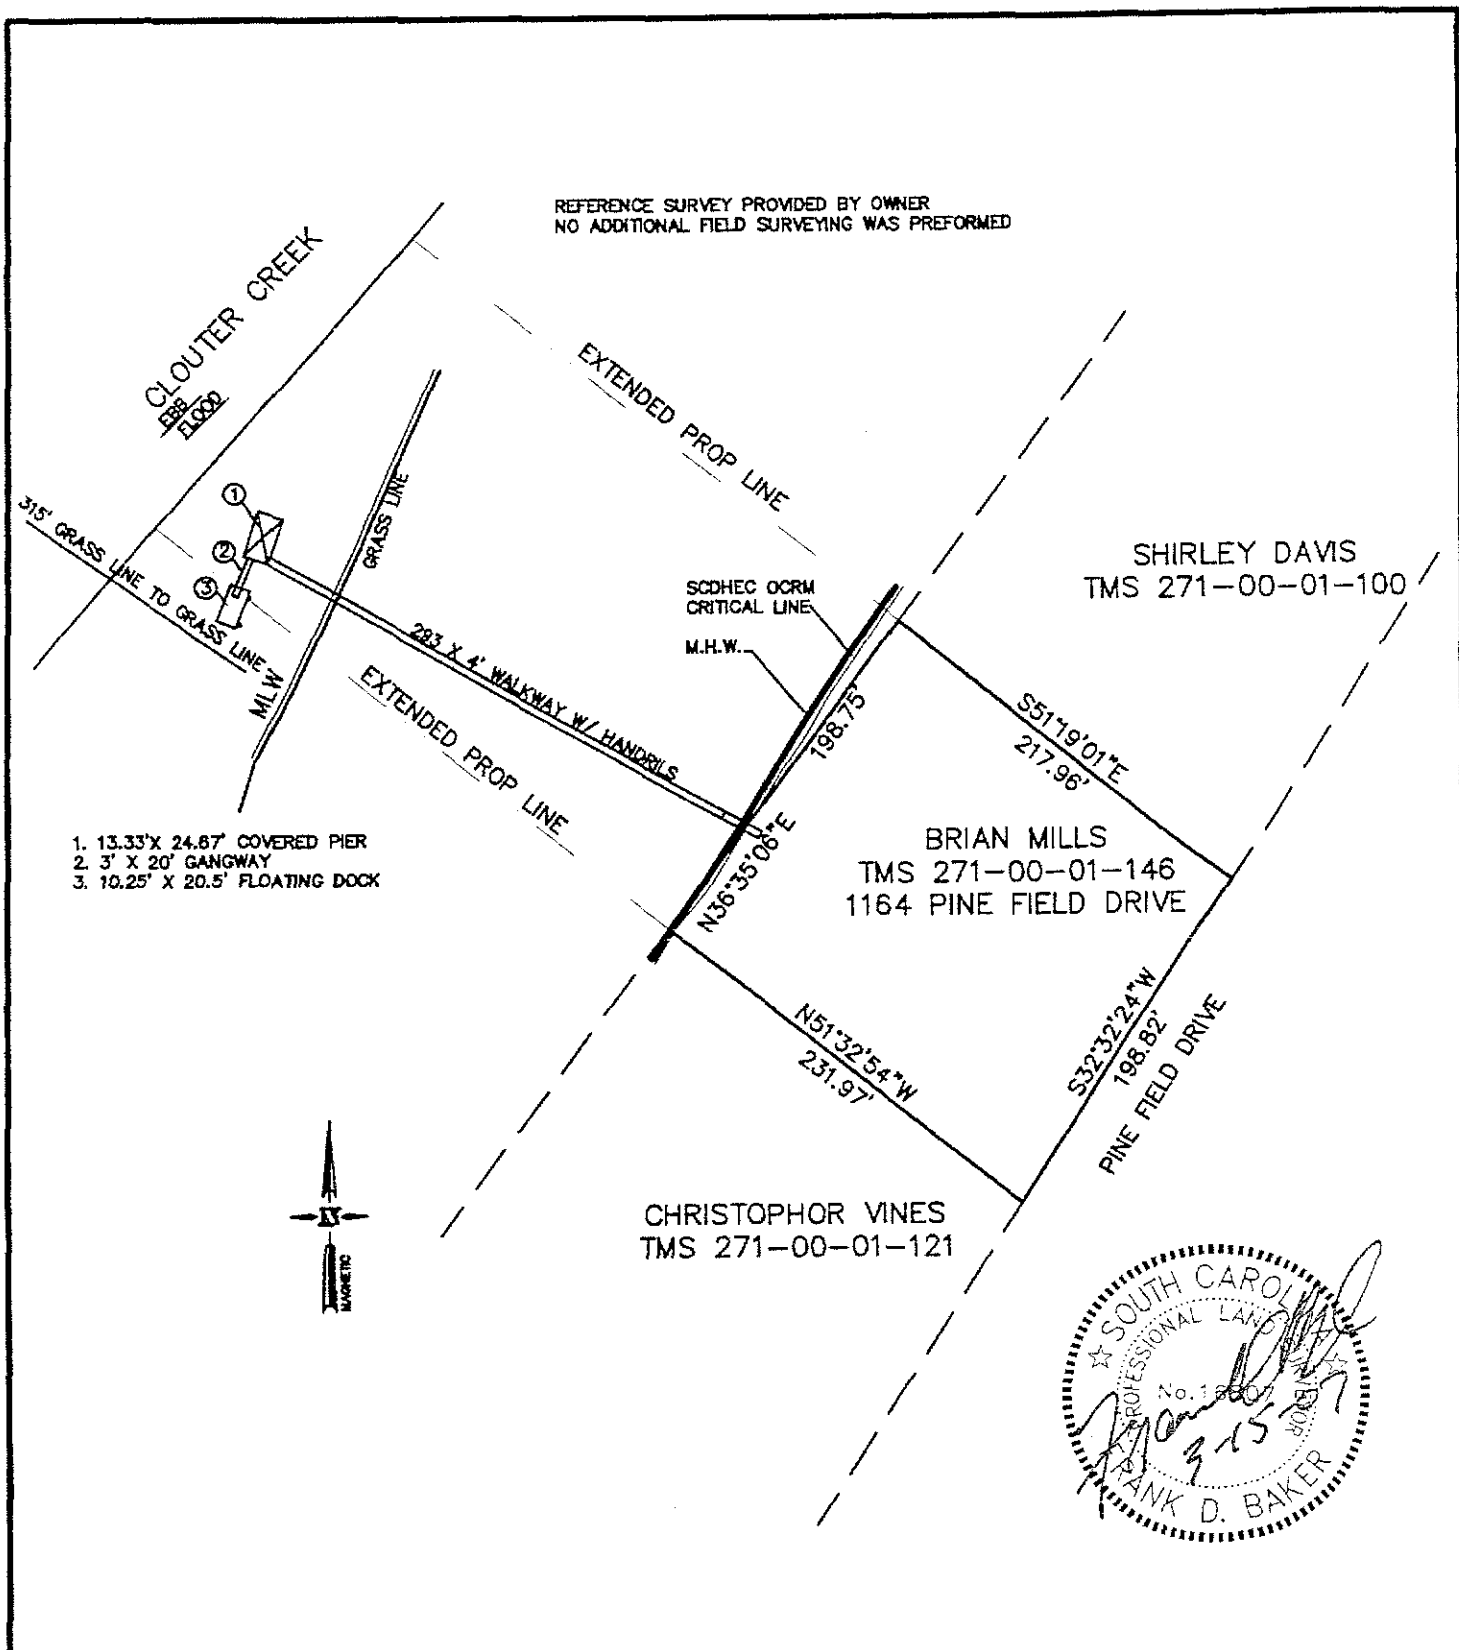 REFERENCE SURVEY PROVIDED BY OWNER
NO ADDITIONAL FIELD SURVEYING WAS PREFORMED
CLOUTER CREEK
EBB
FLOOD
EXTENDED PROP LINE
GRASS LINE
315' GRASS LINE TO GRASS LINE
1
2
3
MLW
283 X 4' WALKWAY W/ HANDRILS
EXTENDED PROP LINE
SCDHEC OCRM
CRITICAL LINE
M.H.W.
SHIRLEY DAVIS
TMS 271-00-01-100
198.75'
N36°35'06"E
S51°19'01"E
217.96'
1. 13.33'X 24.67' COVERED PIER
2. 3' X 20' GANGWAY
3. 10.25' X 20.5' FLOATING DOCK
BRIAN MILLS
TMS 271-00-01-146
1164 PINE FIELD DRIVE
N51°32'54"W
231.97'
S32°32'24"W
198.82'
PINE FIELD DRIVE
N
MAGNETIC
CHRISTOPHOR VINES
TMS 271-00-01-121
SOUTH CAROLINA
PROFESSIONAL LAND SURVEYOR
FRANK D. BAKER